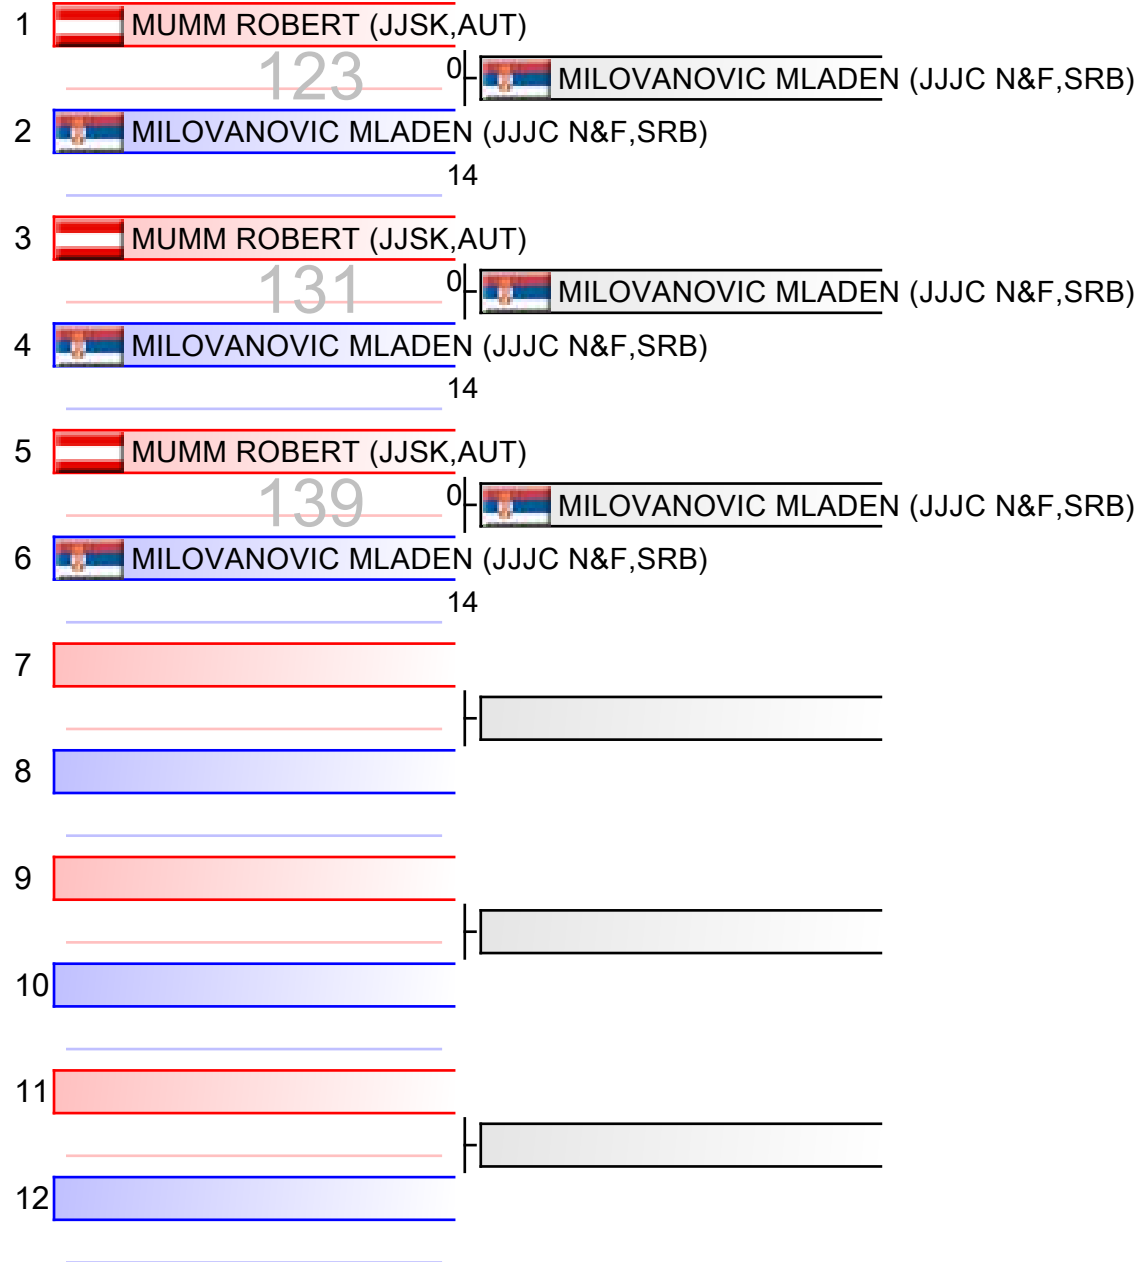 1 MUMM ROBERT (JJSK,AUT)
123 0 MILOVANOVIC MLADEN (JJJC N&F,SRB)
2 MILOVANOVIC MLADEN (JJJC N&F,SRB)
14
3 MUMM ROBERT (JJSK,AUT)
131 0 MILOVANOVIC MLADEN (JJJC N&F,SRB)
4 MILOVANOVIC MLADEN (JJJC N&F,SRB)
14
5 MUMM ROBERT (JJSK,AUT)
139 0 MILOVANOVIC MLADEN (JJJC N&F,SRB)
6 MILOVANOVIC MLADEN (JJJC N&F,SRB)
14
7
8
9
10
11
12